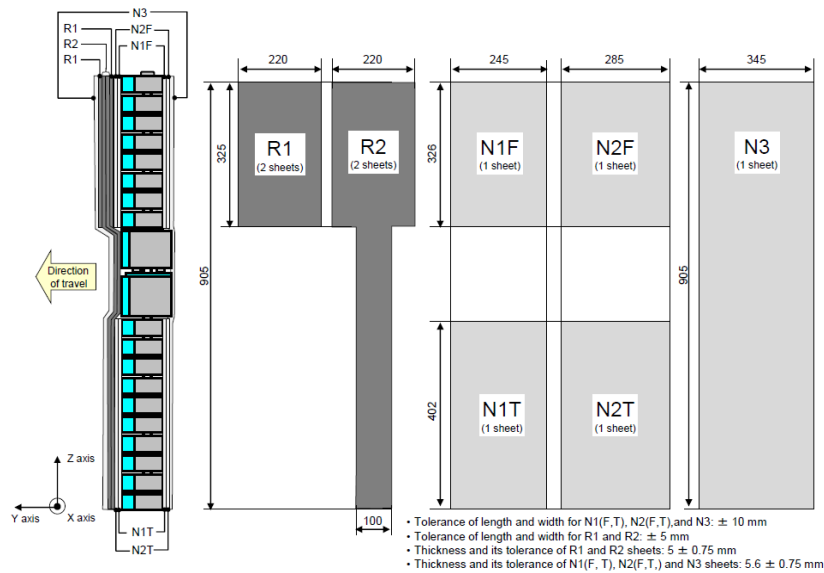 N3
R1
N2F
R2
N1F
R1
220
220
245
285
345
325
R1
(2 sheets)
R2
(2 sheets)
326
N1F
(1 sheet)
N2F
(1 sheet)
N3
(1 sheet)
905
905
Direction
of travel
402
N1T
(1 sheet)
N2T
(1 sheet)
Z axis
Y axis
X axis
N1T
N2T
100
• Tolerance of length and width for N1(F,T), N2(F,T),and N3: ± 10 mm
• Tolerance of length and width for R1 and R2: ± 5 mm
• Thickness and its tolerance of R1 and R2 sheets: 5 ± 0.75 mm
• Thickness and its tolerance of N1(F, T), N2(F,T,) and N3 sheets: 5.6 ± 0.75 mm